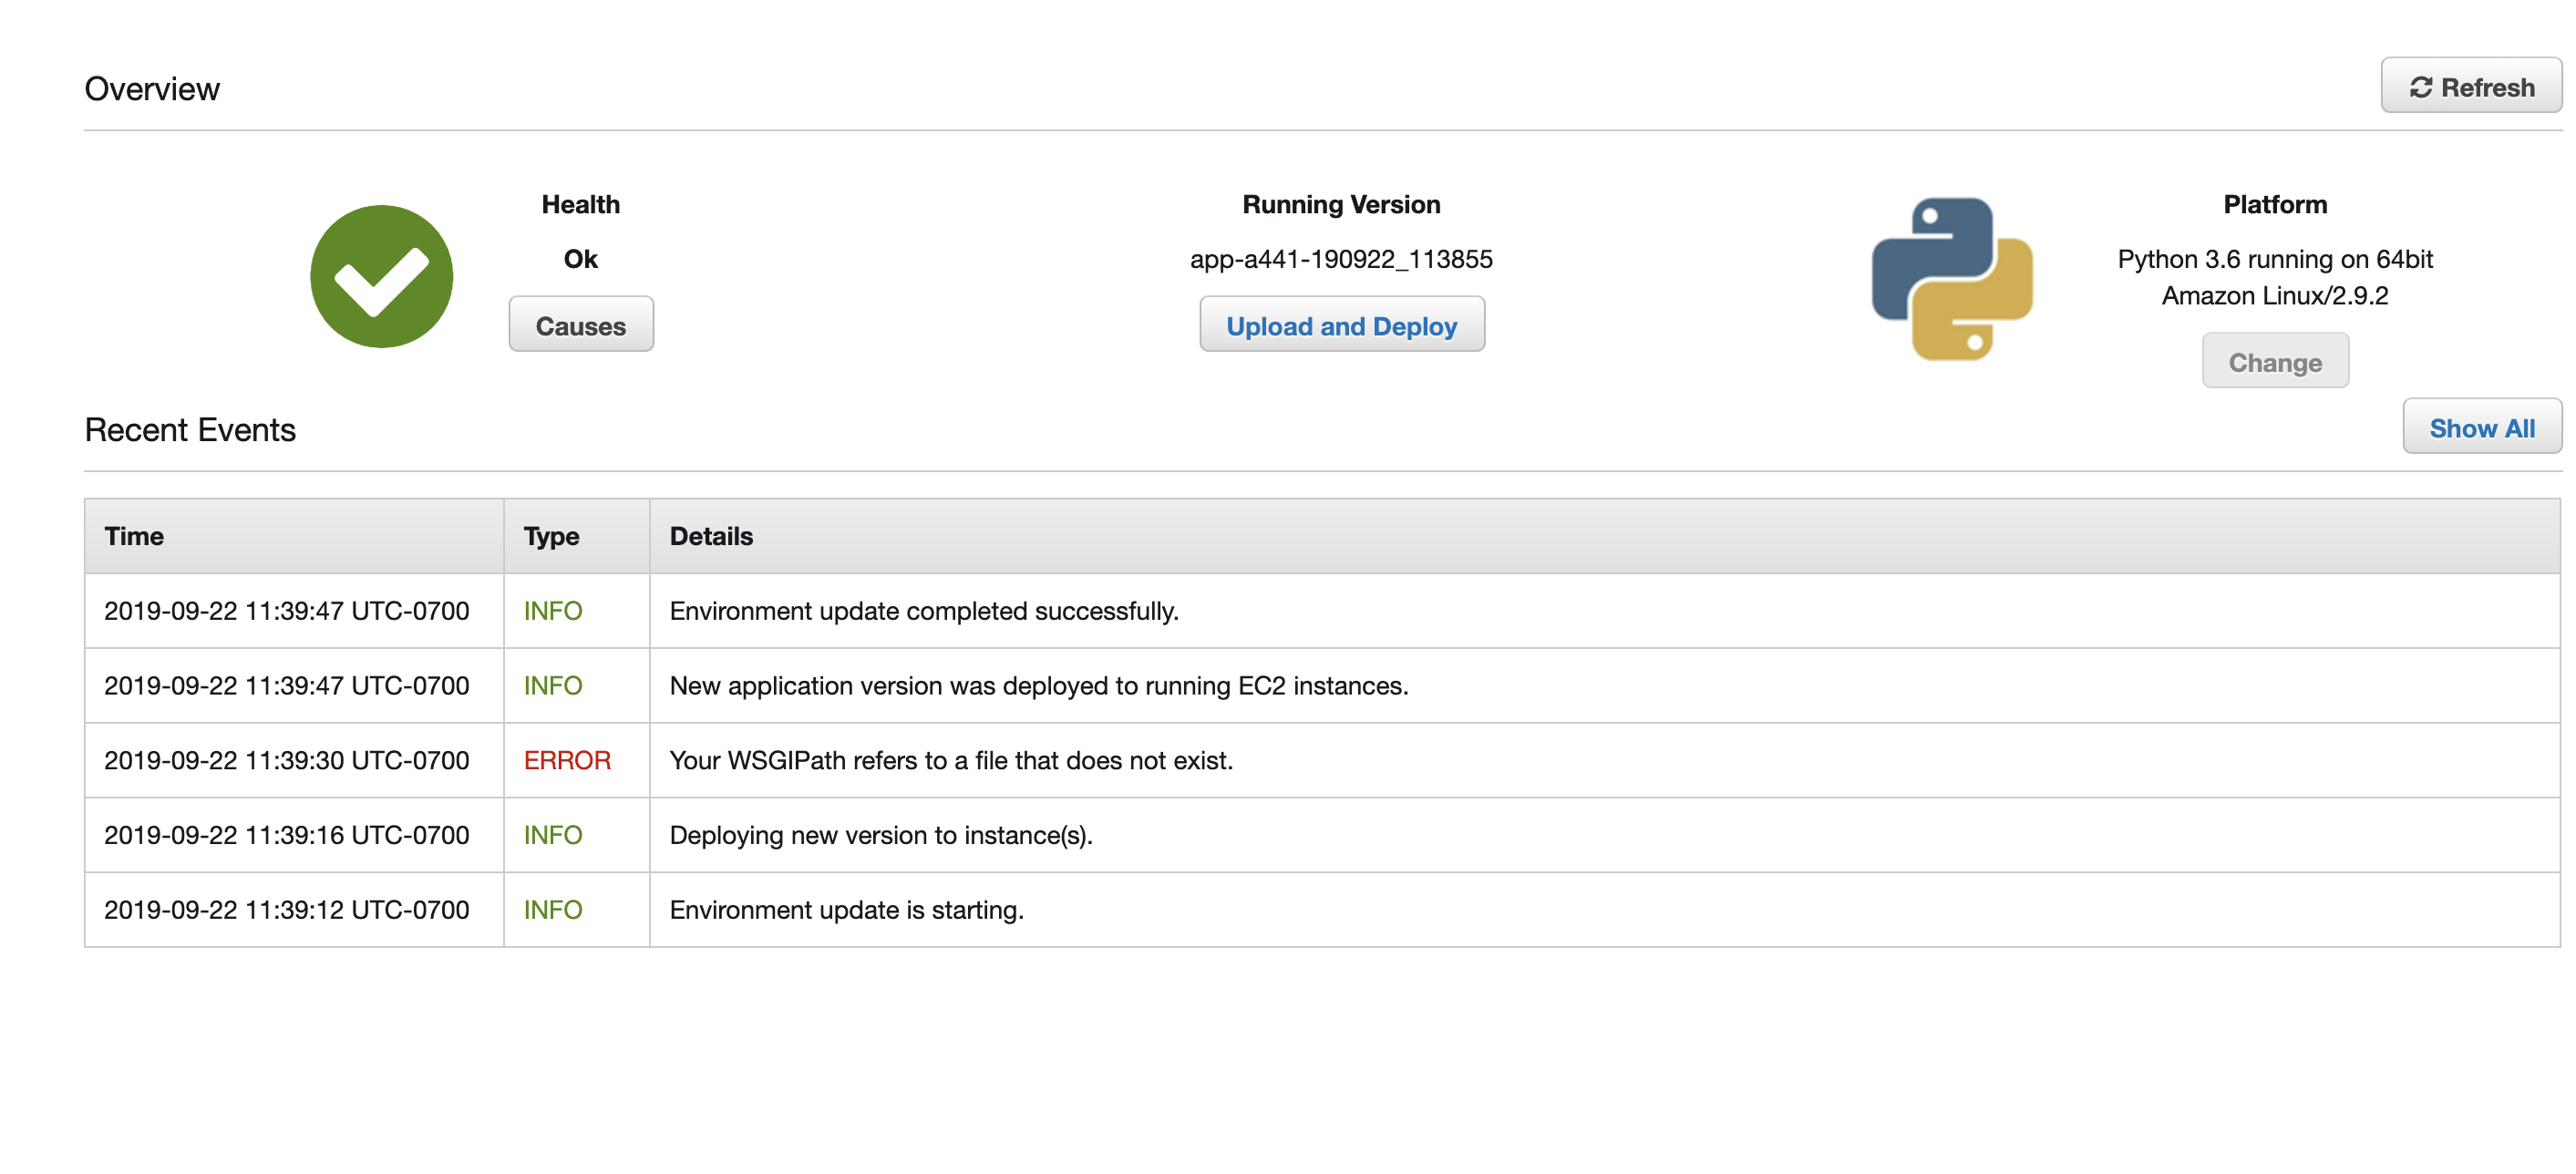 Overview
Refresh
Health
Ok
Causes
Running Version
app-a441-190922_113855
Upload and Deploy
Platform
Python 3.6 running on 64bit
Amazon Linux/2.9.2
Change
Recent Events
Show All
Time Type Details
2019-09-22 11:39:47 UTC-0700 INFO Environment update completed successfully.
2019-09-22 11:39:47 UTC-0700 INFO New application version was deployed to running EC2 instances.
2019-09-22 11:39:30 UTC-0700 ERROR Your WSGIPath refers to a file that does not exist.
2019-09-22 11:39:16 UTC-0700 INFO Deploying new version to instance(s).
2019-09-22 11:39:12 UTC-0700 INFO Environment update is starting.